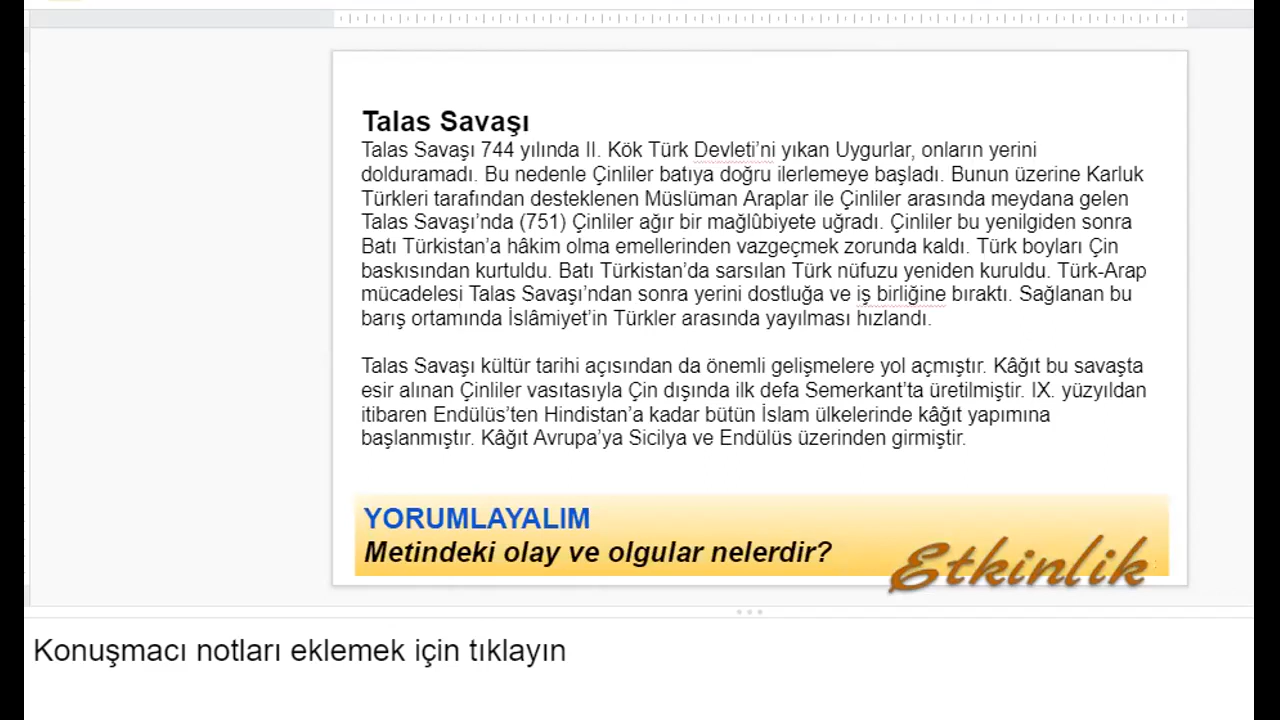 Talas Savaşı
Talas Savaşı 744 yılında II. Kök Türk Devleti’ni yıkan Uygurlar, onların yerini
dolduramadı. Bu nedenle Çinliler batıya doğru ilerlemeye başladı. Bunun üzerine Karluk
Türkleri tarafından desteklenen Müslüman Araplar ile Çinliler arasında meydana gelen
Talas Savaşı’nda (751) Çinliler ağır bir mağlûbiyete uğradı. Çinliler bu yenilgiden sonra
Batı Türkistan’a hâkim olma emellerinden vazgeçmek zorunda kaldı. Türk boyları Çin
baskısından kurtuldu. Batı Türkistan’da sarsılan Türk nüfuzu yeniden kuruldu. Türk-Arap
mücadelesi Talas Savaşı’ndan sonra yerini dostluğa ve iş birliğine bıraktı. Sağlanan bu
barış ortamında İslâmiyet’in Türkler arasında yayılması hızlandı.
Talas Savaşı kültür tarihi açısından da önemli gelişmelere yol açmıştır. Kâğıt bu savaşta
esir alınan Çinliler vasıtasıyla Çin dışında ilk defa Semerkant’ta üretilmiştir. IX. yüzyıldan
itibaren Endülüs’ten Hindistan’a kadar bütün İslam ülkelerinde kâğıt yapımına
başlanmıştır. Kâğıt Avrupa’ya Sicilya ve Endülüs üzerinden girmiştir.
YORUMLAYALIM
Metindeki olay ve olgular nelerdir?
Etkinlik
Konuşmacı notları eklemek için tıklayın